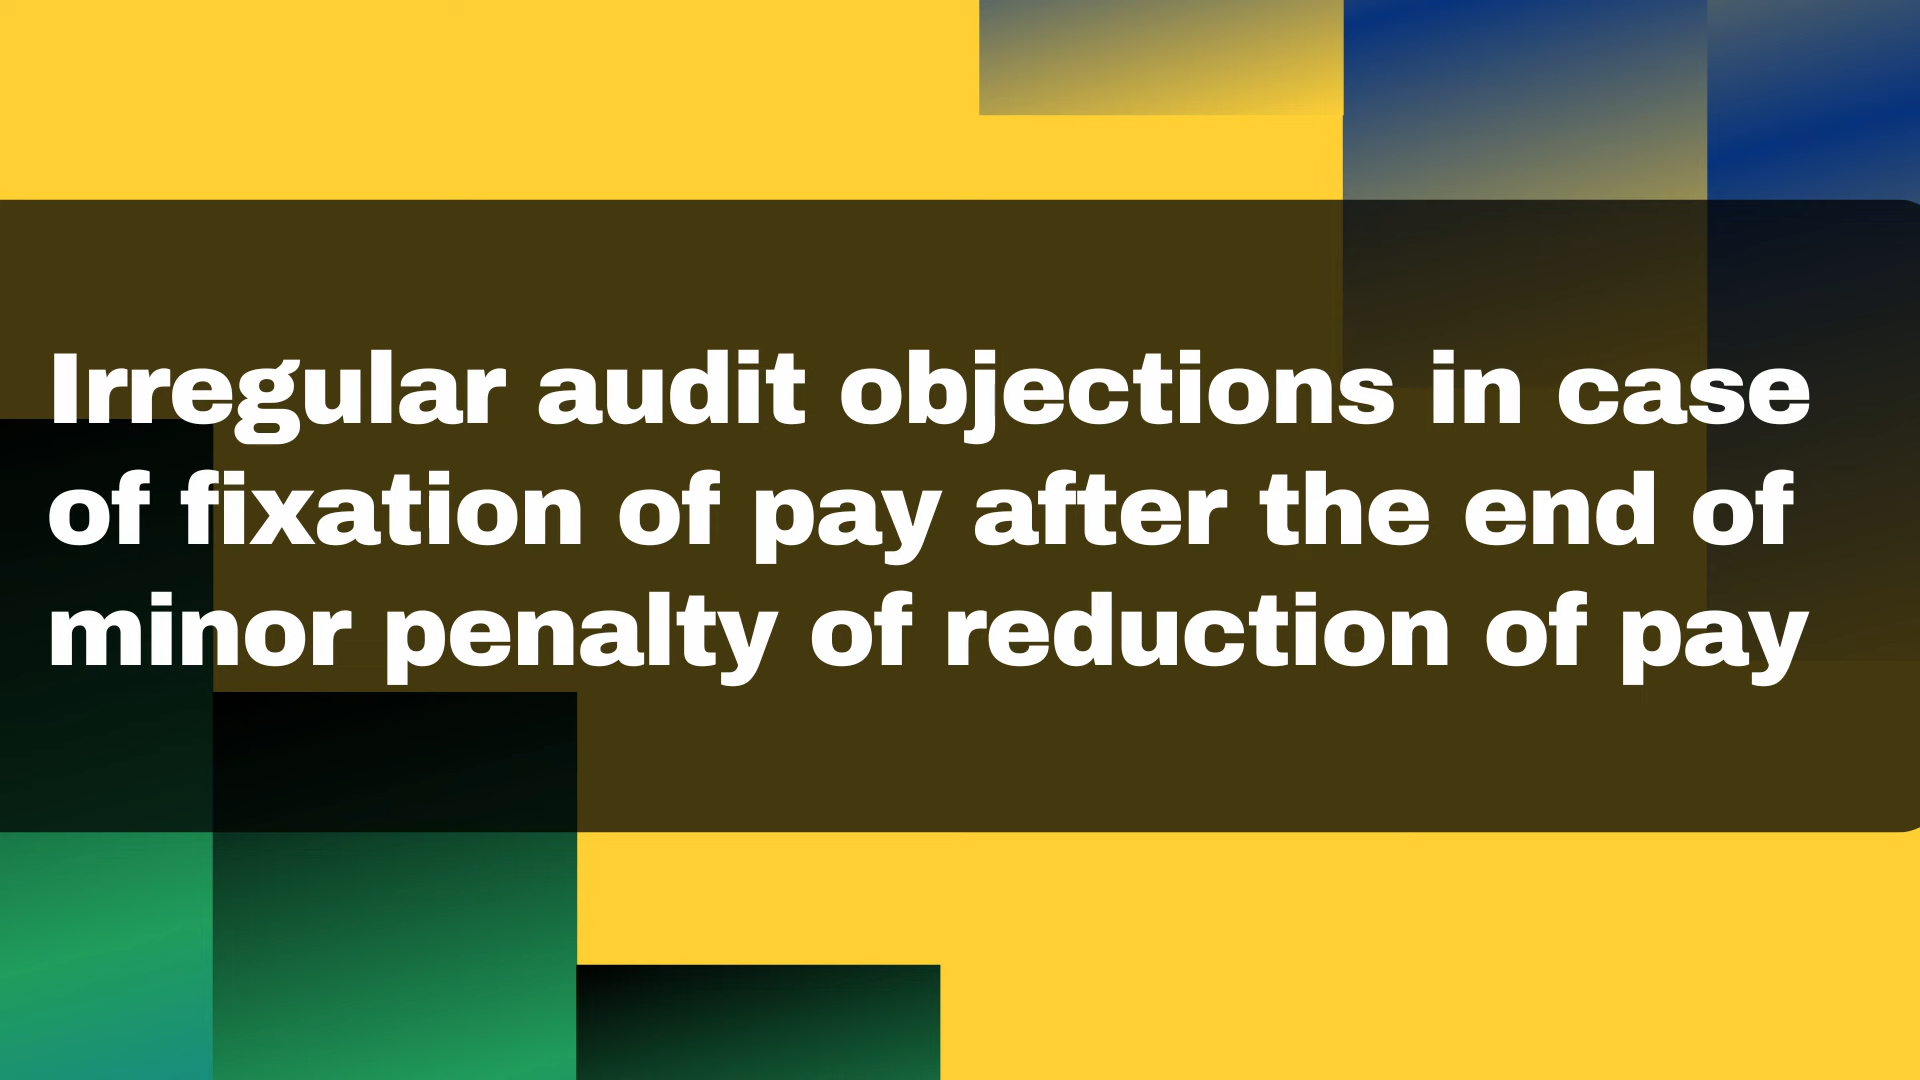 Irregular audit objections in case
of fixation of pay after the end of
minor penalty of reduction of pay